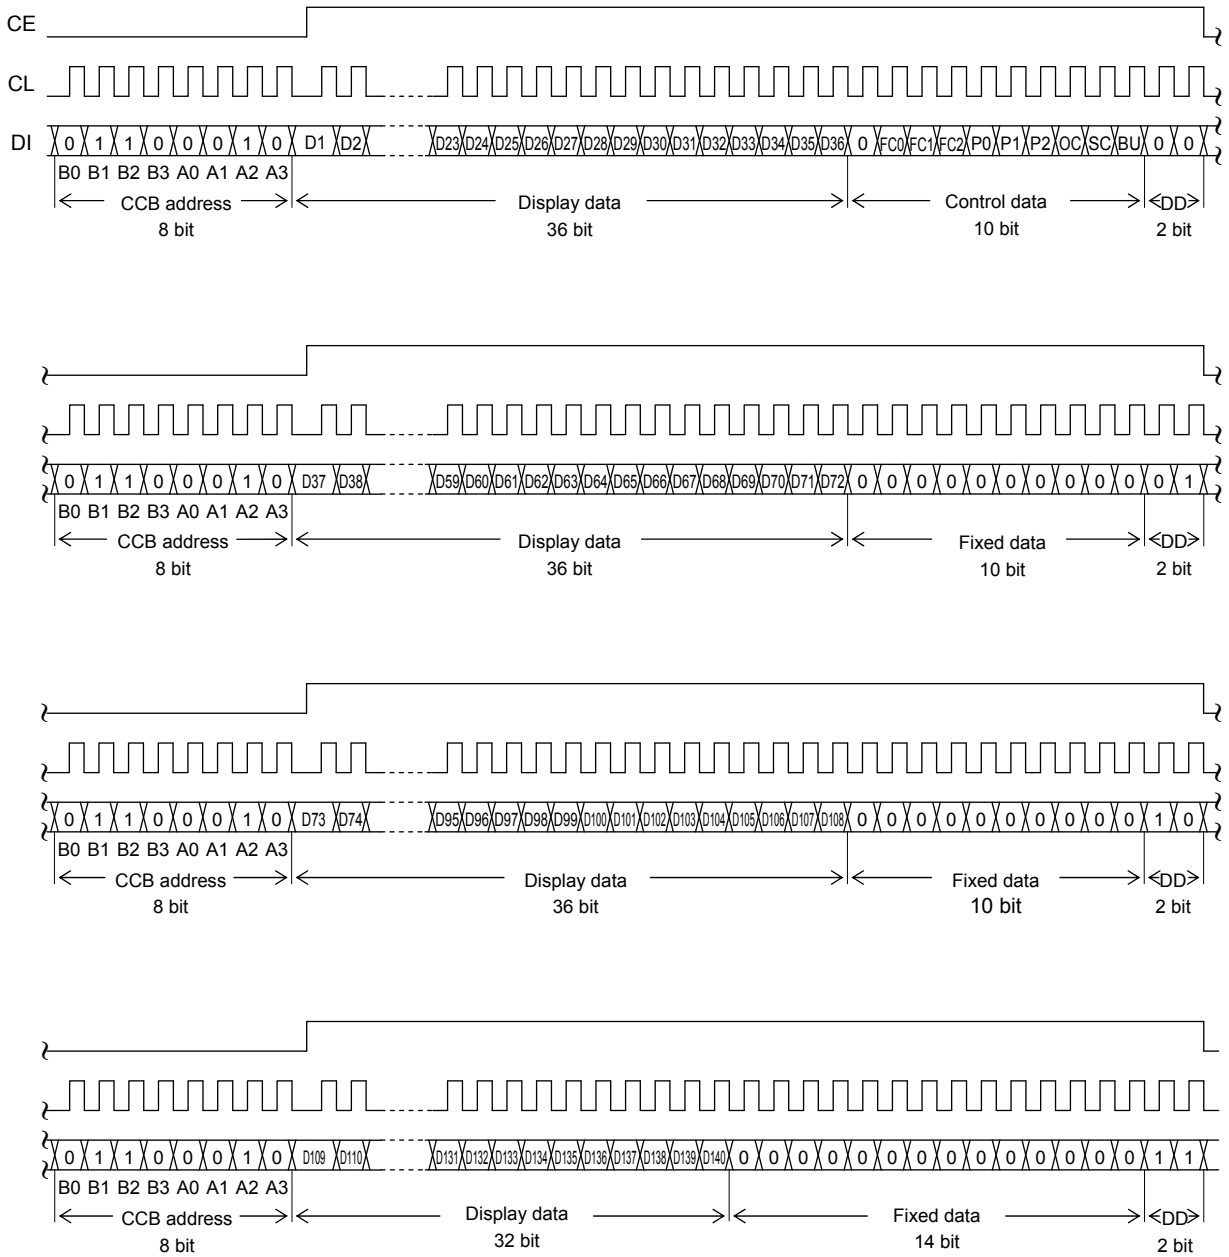 CE
CL
DI 0 1 1 0 0 0 1 0 D1 D2 D23 D24 D25 D26 D27 D28 D29 D30 D31 D32 D33 D34 D35 D36 0 FC0 FC1 FC2 P0 P1 P2 OC SC BU 0 0
B0 B1 B2 B3 A0 A1 A2 A3
CCB address Display data Control data DD
8 bit 36 bit 10 bit 2 bit
0 1 1 0 0 0 1 0 D37 D38 D59 D60 D61 D62 D63 D64 D65 D66 D67 D68 D69 D70 D71 D72 0 0 0 0 0 0 0 0 0 0 0 1
B0 B1 B2 B3 A0 A1 A2 A3
CCB address Display data Fixed data DD
8 bit 36 bit 10 bit 2 bit
0 1 1 0 0 0 1 0 D73 D74 D95 D96 D97 D98 D99 D100 D101 D102 D103 D104 D105 D106 D107 D108 0 0 0 0 0 0 0 0 0 0 1 0
B0 B1 B2 B3 A0 A1 A2 A3
CCB address Display data Fixed data DD
8 bit 36 bit 10 bit 2 bit
0 1 1 0 0 0 1 0 D109 D110 D131 D132 D133 D134 D135 D136 D137 D138 D139 D140 0 0 0 0 0 0 0 0 0 0 0 0 0 0 1 1
B0 B1 B2 B3 A0 A1 A2 A3
CCB address Display data Fixed data DD
8 bit 32 bit 14 bit 2 bit